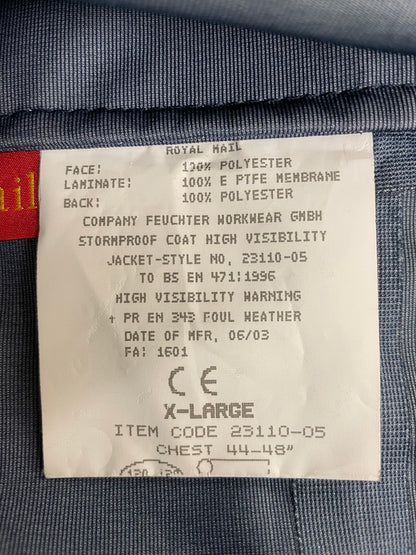 ail
ROYAL MAIL
FACE: 100% POLYESTER
LAMINATE: 100% E PTFE MEMBRANE
BACK: 100% POLYESTER
COMPANY FEUCHTER WORKWEAR GMBH
STORMPROOF COAT HIGH VISIBILITY
JACKET-STYLE NO, 23110-05
TO BS EN 471:1996
HIGH VISIBILITY WARNING
+ PR EN 343 FOUL WEATHER
DATE OF MFR, 06/03
FA: 1601
CE
X-LARGE
ITEM CODE 23110-05
CHEST 44-48"